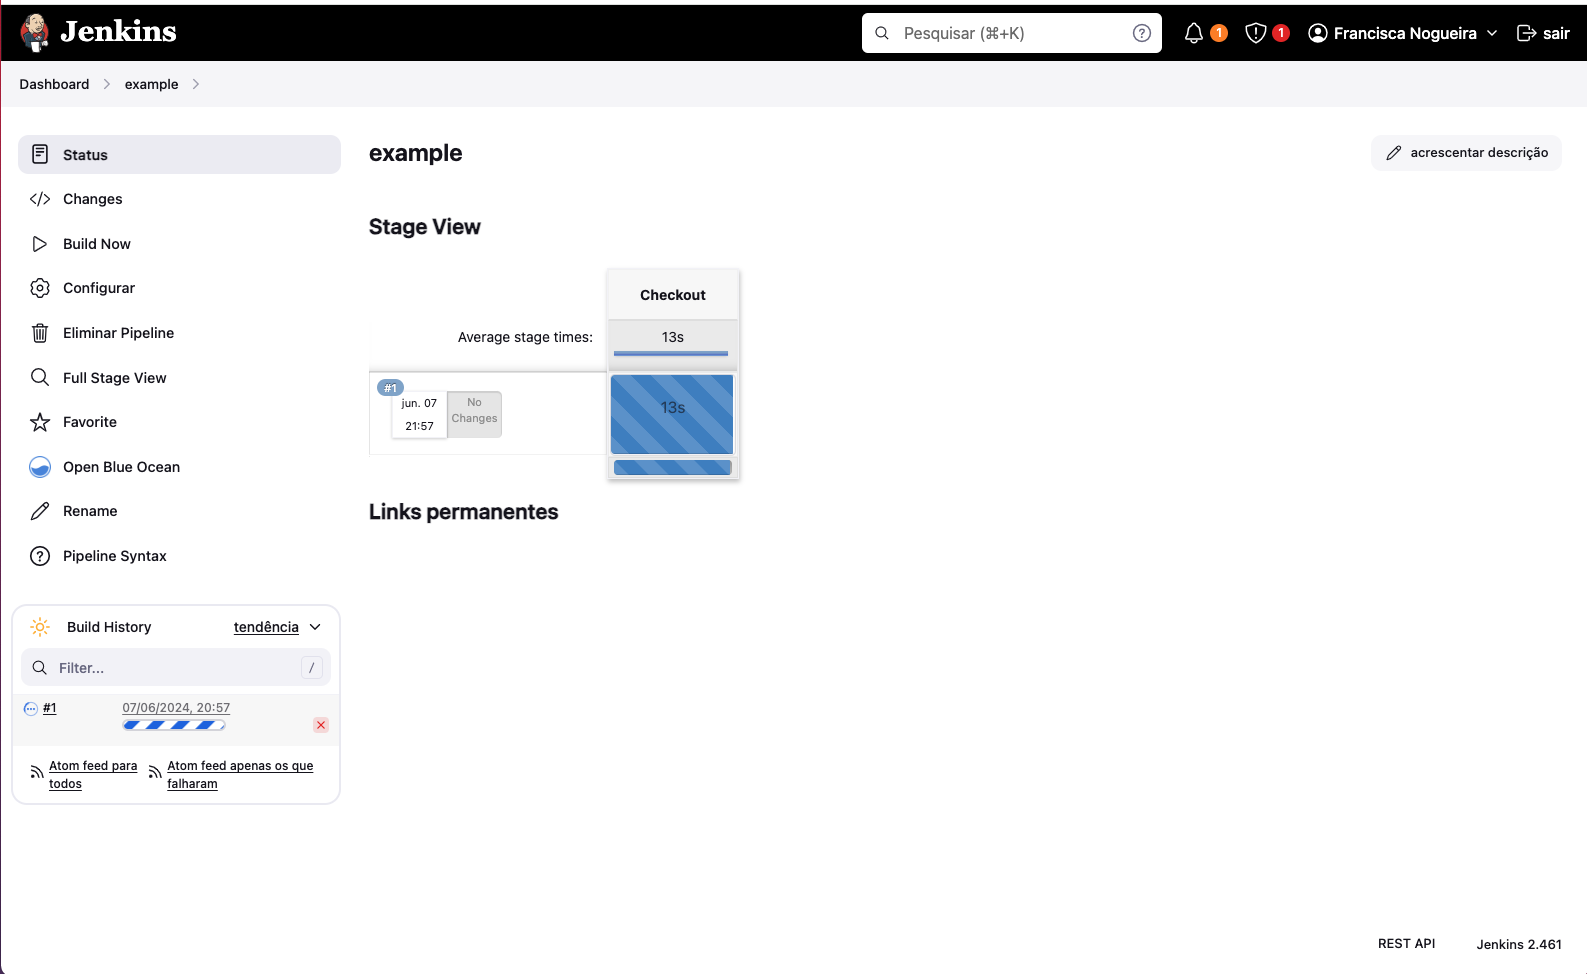 Jenkins
Pesquisar (⌘+K)
1
1
Francisca Nogueira
sair
Dashboard
example
Status
Changes
Build Now
Configurar
Eliminar Pipeline
Full Stage View
Favorite
Open Blue Ocean
Rename
Pipeline Syntax
Build History
tendência
Filter...
/
#1
07/06/2024, 20:57
Atom feed para
todos
Atom feed apenas os que
falharam
example
acrescentar descrição
Stage View
Checkout
Average stage times:
13s
#1
jun. 07
21:57
No
Changes
13s
Links permanentes
REST API
Jenkins 2.461